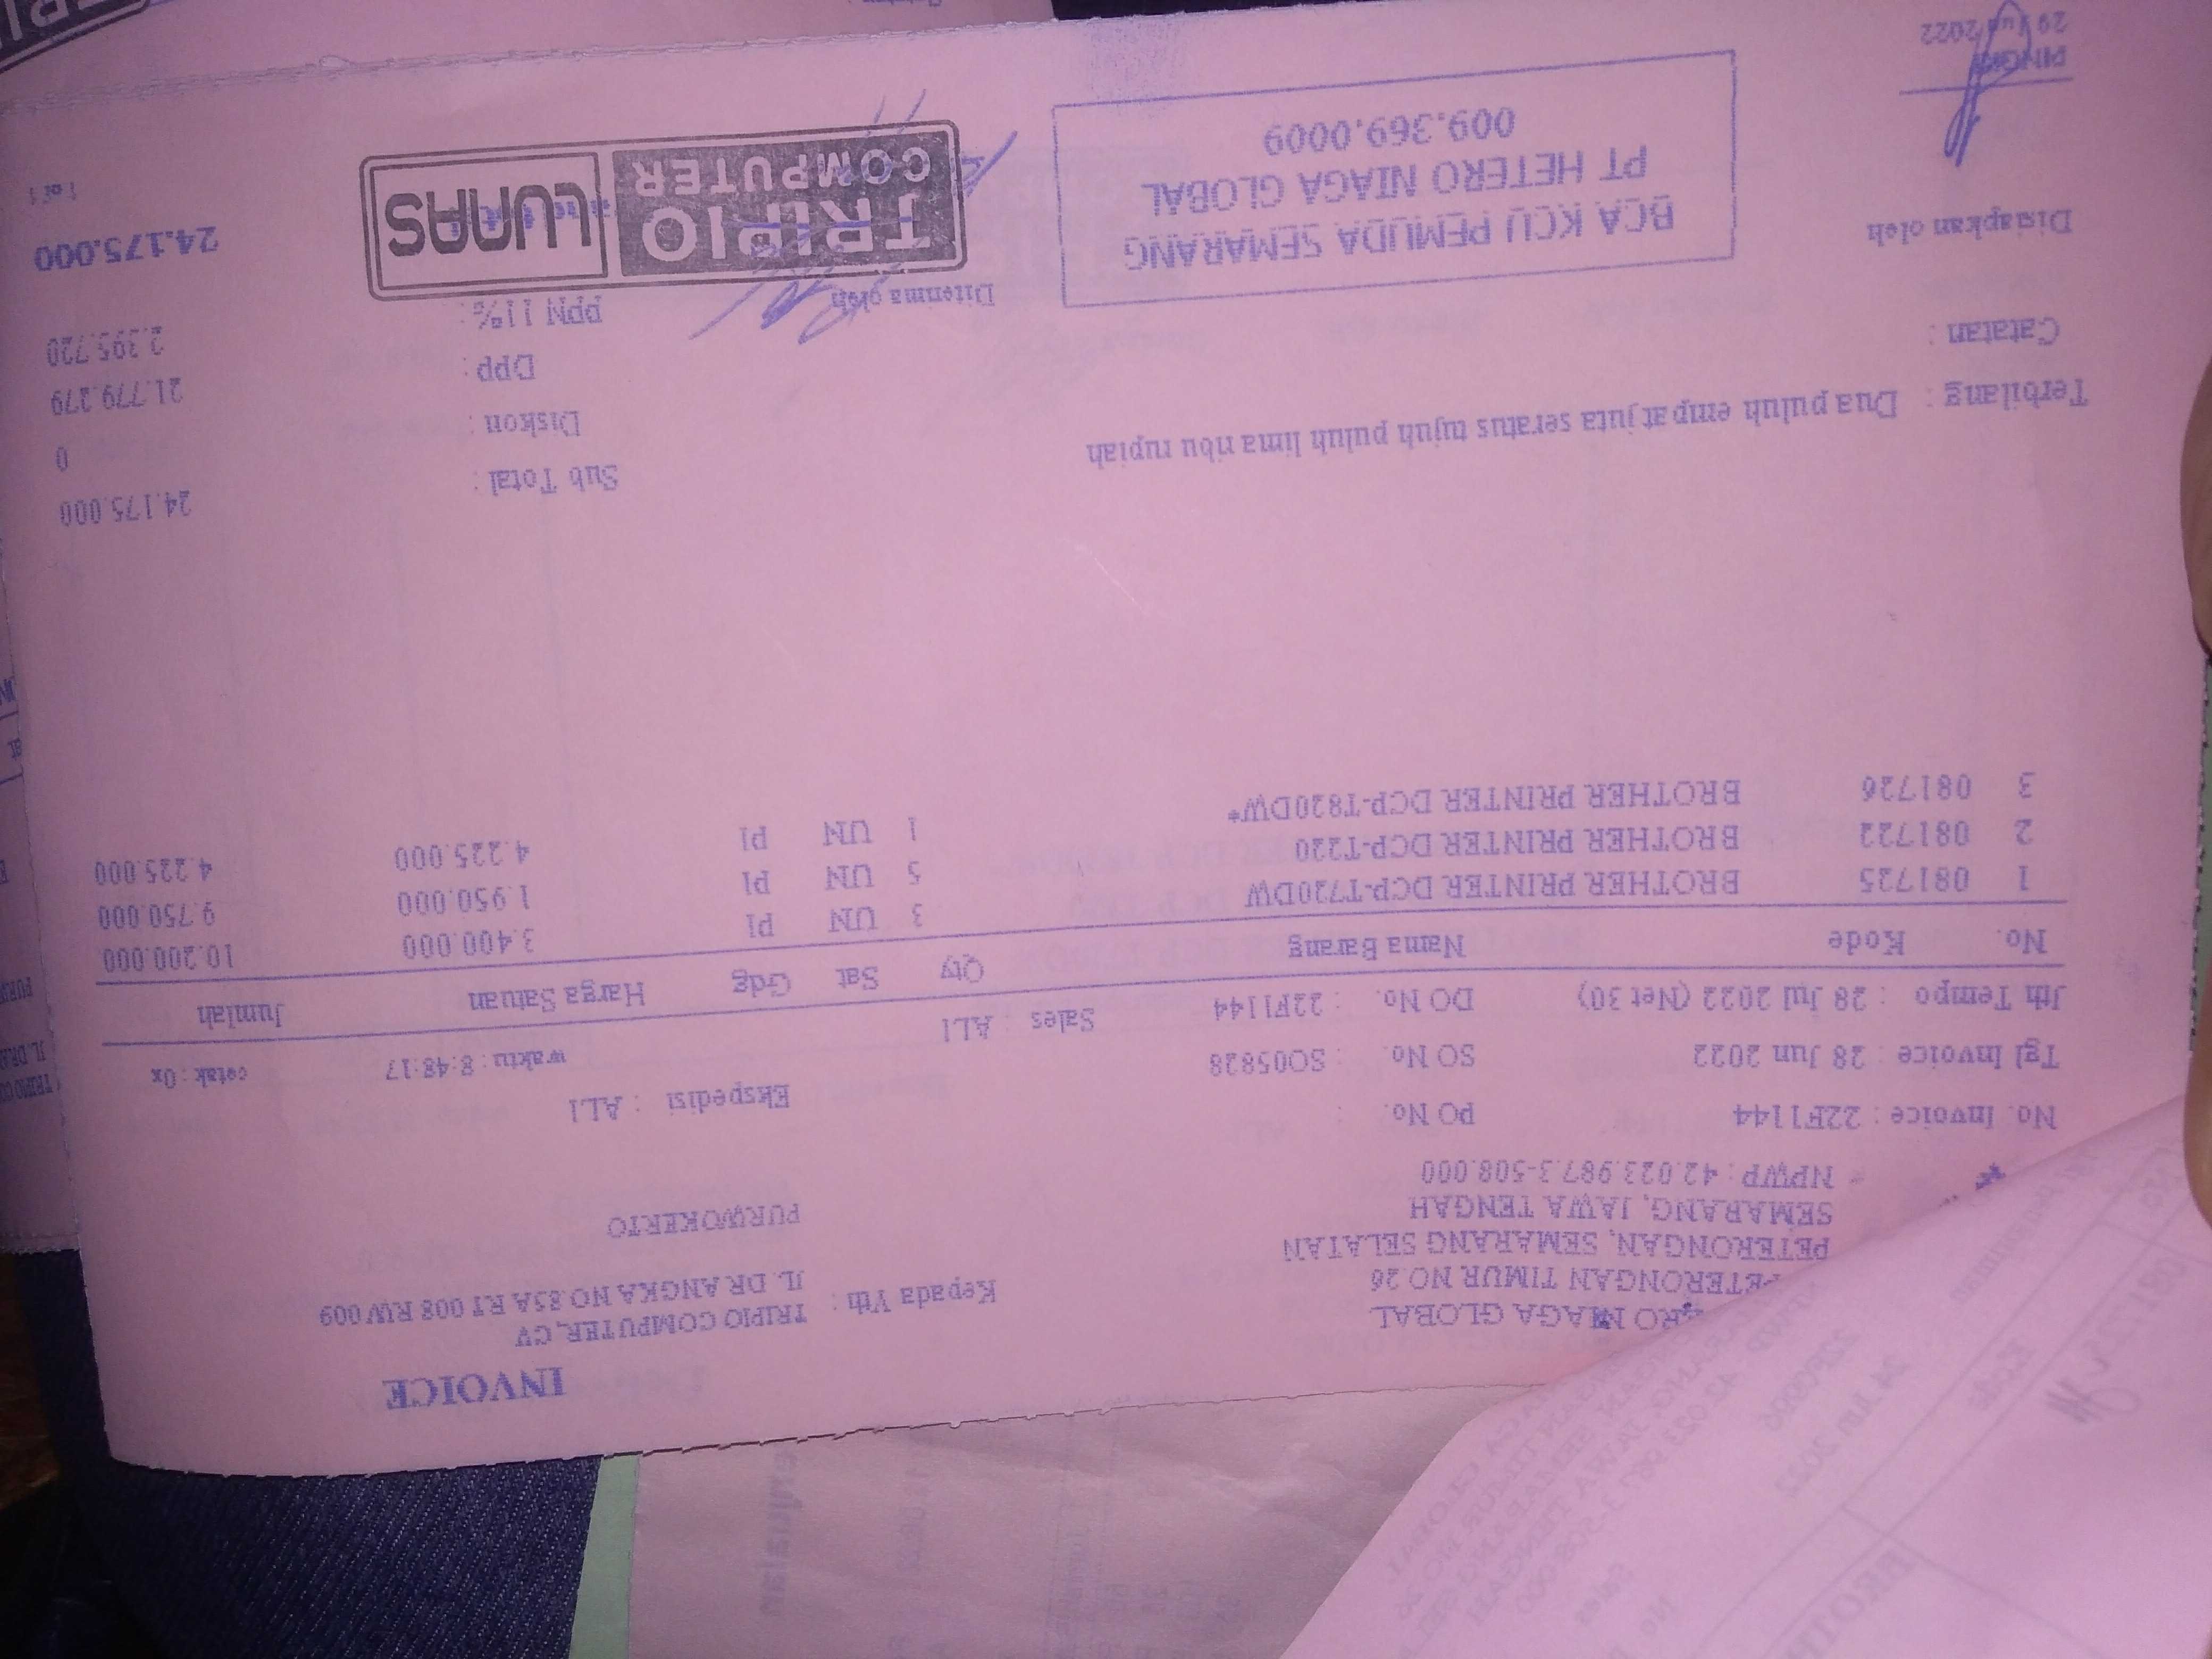 INVOICE
RO NIAGA GLOBAL
PETERONGAN TIMUR NO.26
PETERONGAN, SEMARANG SELATAN
SEMARANG, JAWA TENGAH
NPWP : 42.023.987.3-508.000
Kepada Yth : TRIPIO COMPUTER, CV
JL. DR ANGKA NO.85A RT 008 RW 009
PURWOKERTO
No. Invoice : 22F1144 PO No. : Ekspedisi : ALI
Tgl Invoice : 28 Jun 2022 SO No. : SO05828 waktu : 8:48:17 cetak : 0x
Jth Tempo : 28 Jul 2022 (Net 30) DO No. : 22F1144 Sales : ALI
No. Kode Nama Barang Qty Sat Gdg Harga Satuan Jumlah
1 081725 BROTHER PRINTER DCP-T720DW 3 UN P1 3.400.000 10.200.000
2 081722 BROTHER PRINTER DCP-T220 5 UN P1 1.950.000 9.750.000
3 081726 BROTHER PRINTER DCP-T820DW* 1 UN P1 4.225.000 4.225.000
Terbilang : Dua puluh empat juta seratus tujuh puluh lima ribu rupiah
Catatan :
Sub Total : 24.175.000
Diskon : 0
DPP : 21.779.279
PPN 11% : 2.395.720
24.175.000
Disiapkan oleh
BCA KCU PEMUDA SEMARANG
PT HETERO NIAGA GLOBAL
009.369.0009
Diterima oleh
TRIPIO
COMPUTER
LUNAS
1 of 1
29 Jun 2022
24 Jun 2022